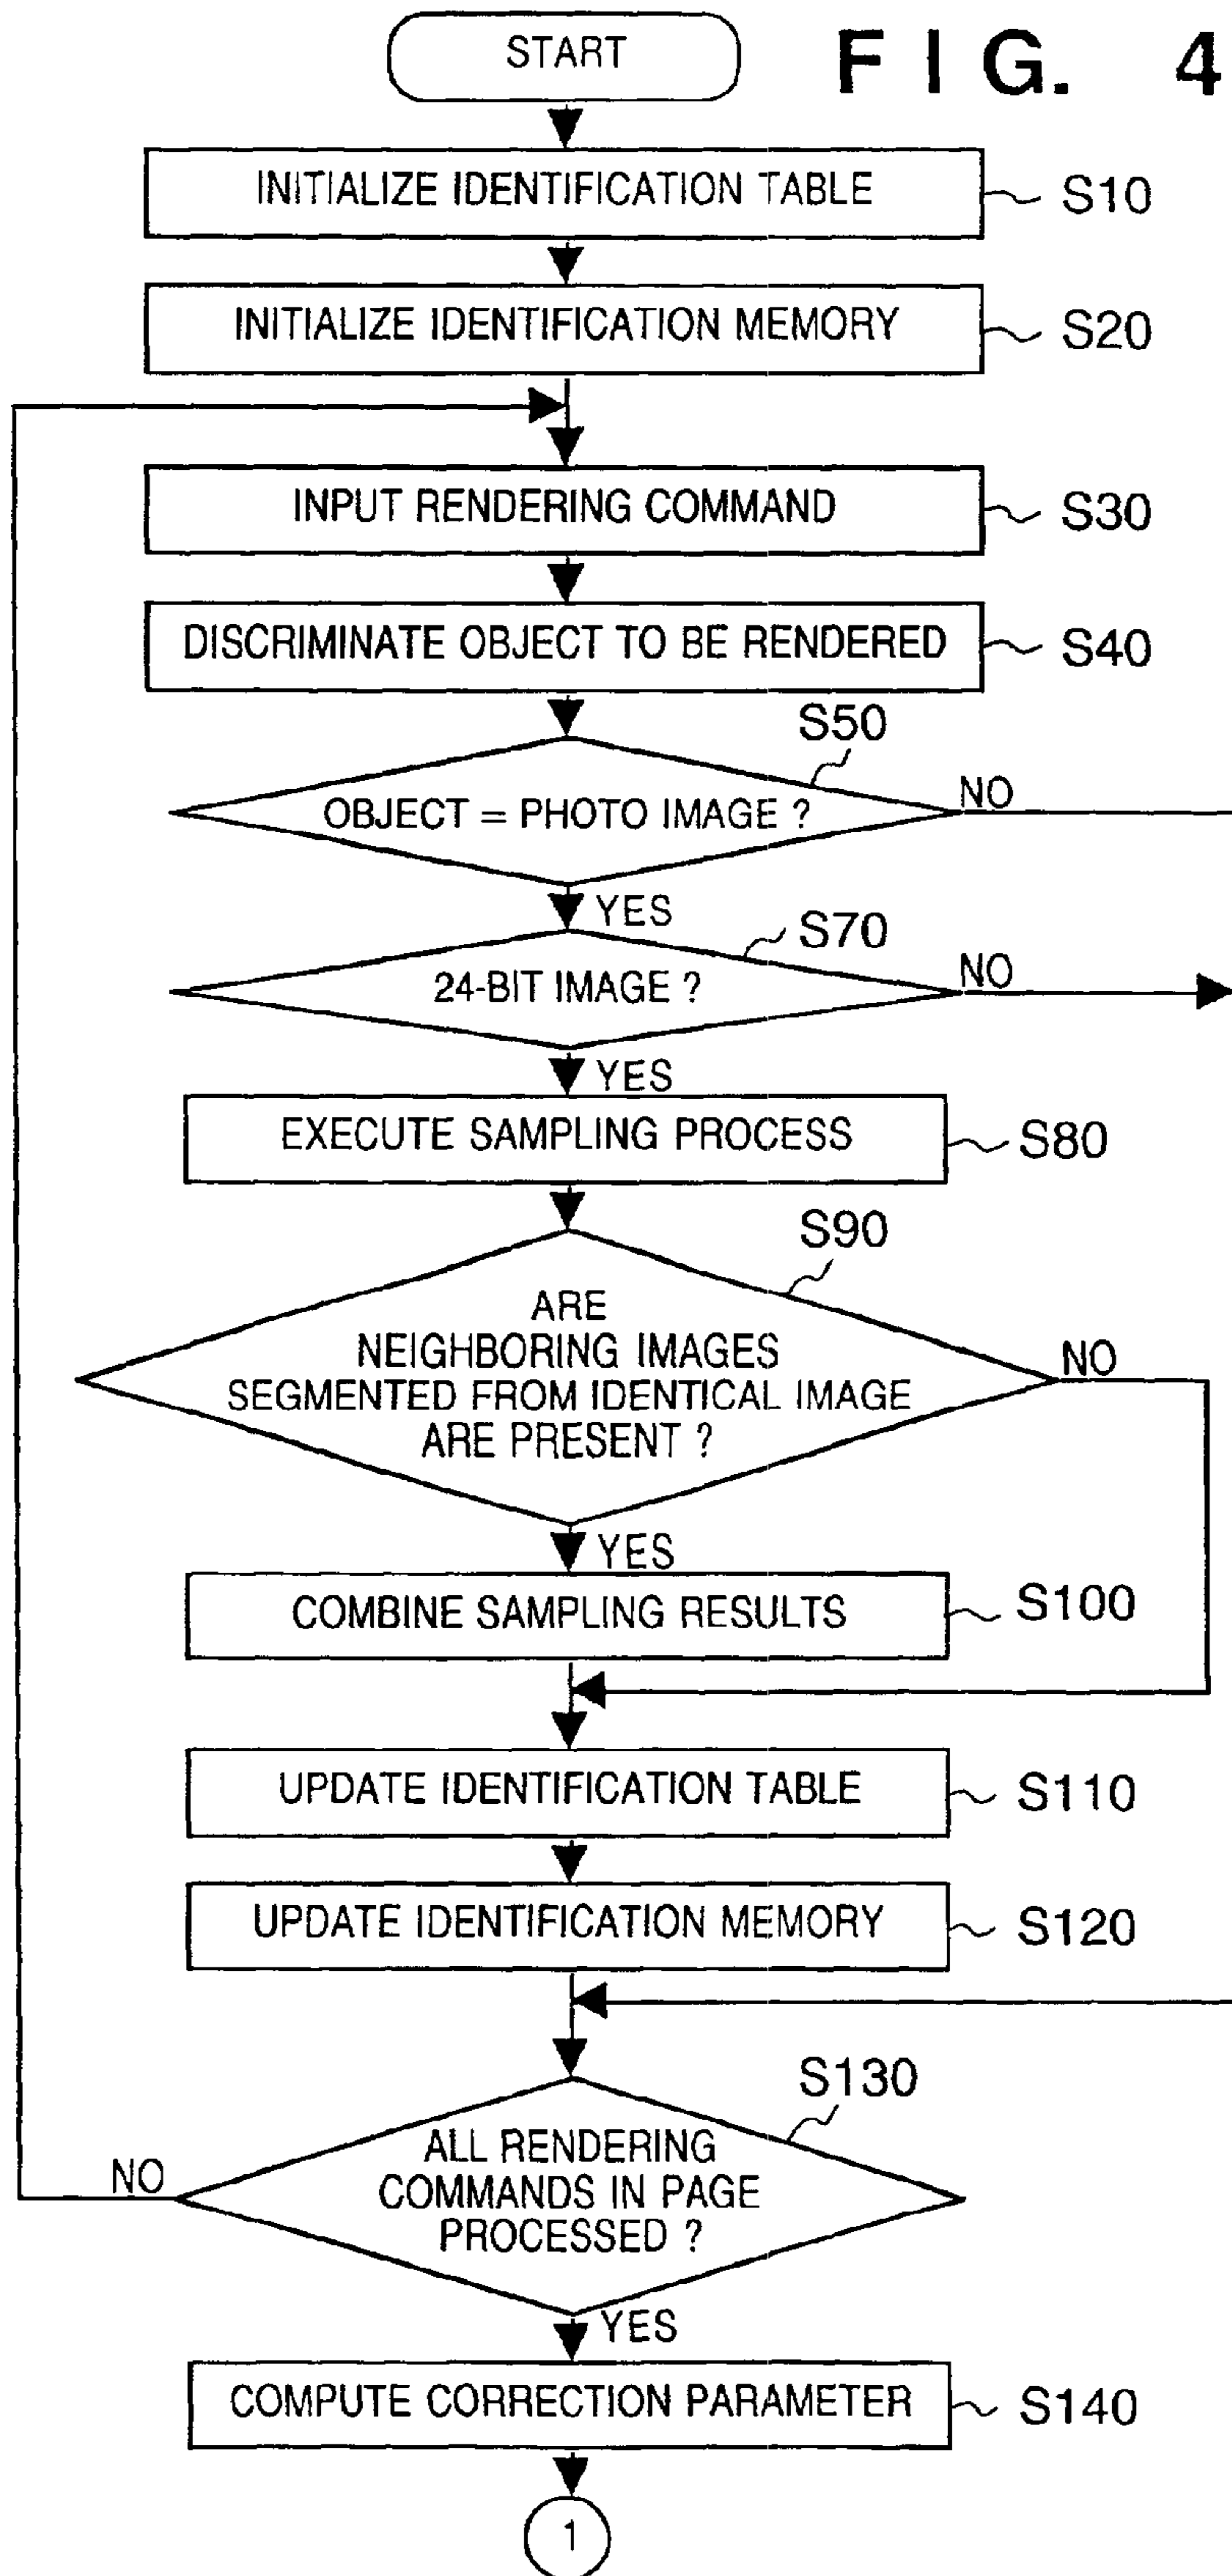 START
FIG. 4
INITIALIZE IDENTIFICATION TABLE
S10
INITIALIZE IDENTIFICATION MEMORY
S20
INPUT RENDERING COMMAND
S30
DISCRIMINATE OBJECT TO BE RENDERED
S40
S50
OBJECT = PHOTO IMAGE ?
NO
YES
S70
24-BIT IMAGE ?
NO
YES
EXECUTE SAMPLING PROCESS
S80
S90
ARE
NEIGHBORING IMAGES
SEGMENTED FROM IDENTICAL IMAGE
ARE PRESENT ?
NO
YES
COMBINE SAMPLING RESULTS
S100
UPDATE IDENTIFICATION TABLE
S110
UPDATE IDENTIFICATION MEMORY
S120
S130
ALL RENDERING
COMMANDS IN PAGE
PROCESSED ?
NO
YES
COMPUTE CORRECTION PARAMETER
S140
1